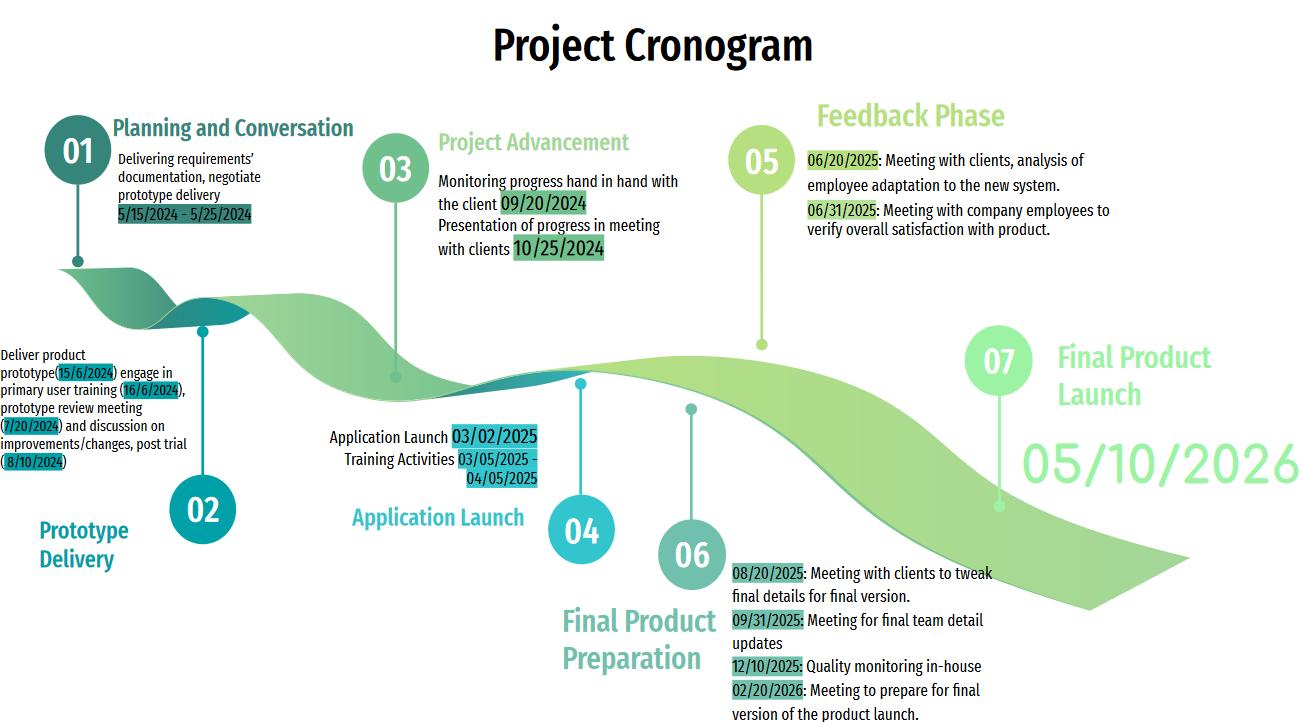 Project Cronogram
01
Planning and Conversation
Delivering requirements'
documentation, negotiate
prototype delivery
5/15/2024 - 5/25/2024
Deliver product
prototype(15/6/2024) engage in
primary user training (16/6/2024),
prototype review meeting
(7/20/2024) and discussion on
improvements/changes, post trial
(8/10/2024)
02
Prototype
Delivery
03
Project Advancement
Monitoring progress hand in hand with
the client 09/20/2024
Presentation of progress in meeting
with clients 10/25/2024
Application Launch 03/02/2025
Training Activities 03/05/2025 -
04/05/2025
Application Launch
04
05
Feedback Phase
06/20/2025: Meeting with clients, analysis of
employee adaptation to the new system.
06/31/2025: Meeting with company employees to
verify overall satisfaction with product.
06
Final Product
Preparation
08/20/2025: Meeting with clients to tweak
final details for final version.
09/31/2025: Meeting for final team detail
updates
12/10/2025: Quality monitoring in-house
02/20/2026: Meeting to prepare for final
version of the product launch.
07
Final Product
Launch
05/10/2026